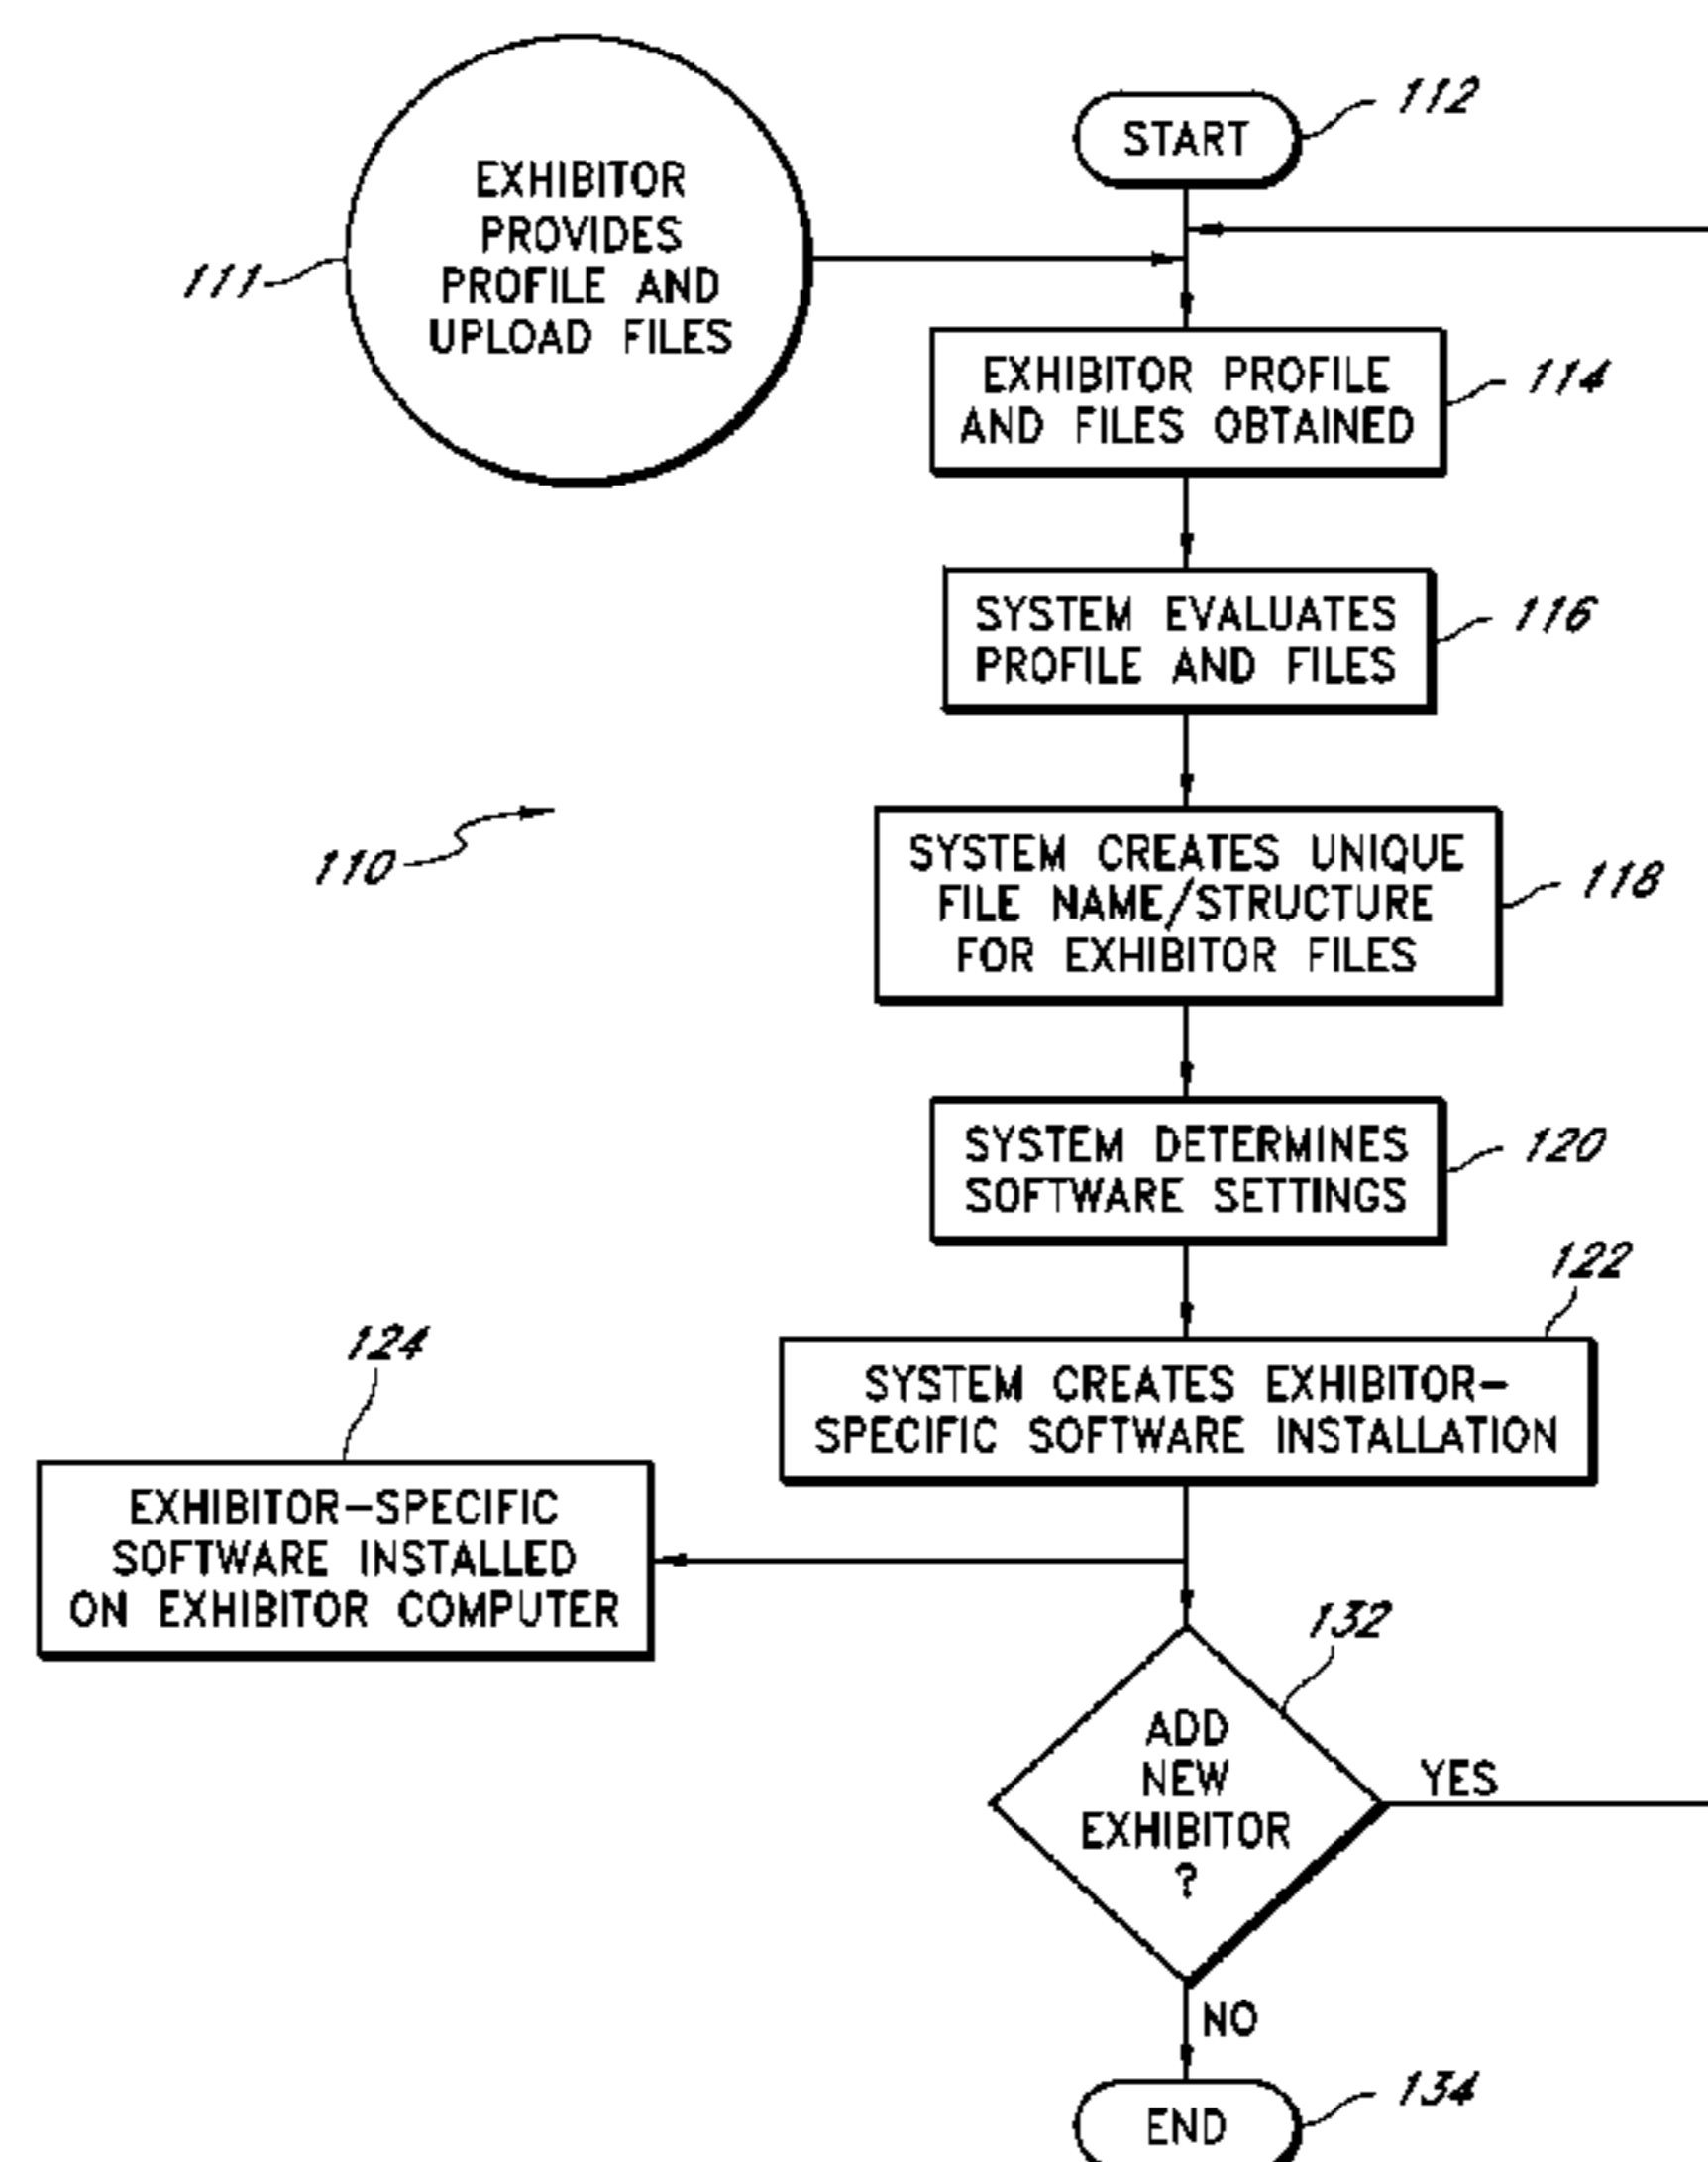 112
START
EXHIBITOR
PROVIDES
PROFILE AND
UPLOAD FILES
111
EXHIBITOR PROFILE
AND FILES OBTAINED
114
SYSTEM EVALUATES
PROFILE AND FILES
116
110
SYSTEM CREATES UNIQUE
FILE NAME/STRUCTURE
FOR EXHIBITOR FILES
118
SYSTEM DETERMINES
SOFTWARE SETTINGS
120
122
SYSTEM CREATES EXHIBITOR-
SPECIFIC SOFTWARE INSTALLATION
124
EXHIBITOR-SPECIFIC
SOFTWARE INSTALLED
ON EXHIBITOR COMPUTER
132
ADD
NEW
EXHIBITOR
?
YES
NO
END
134